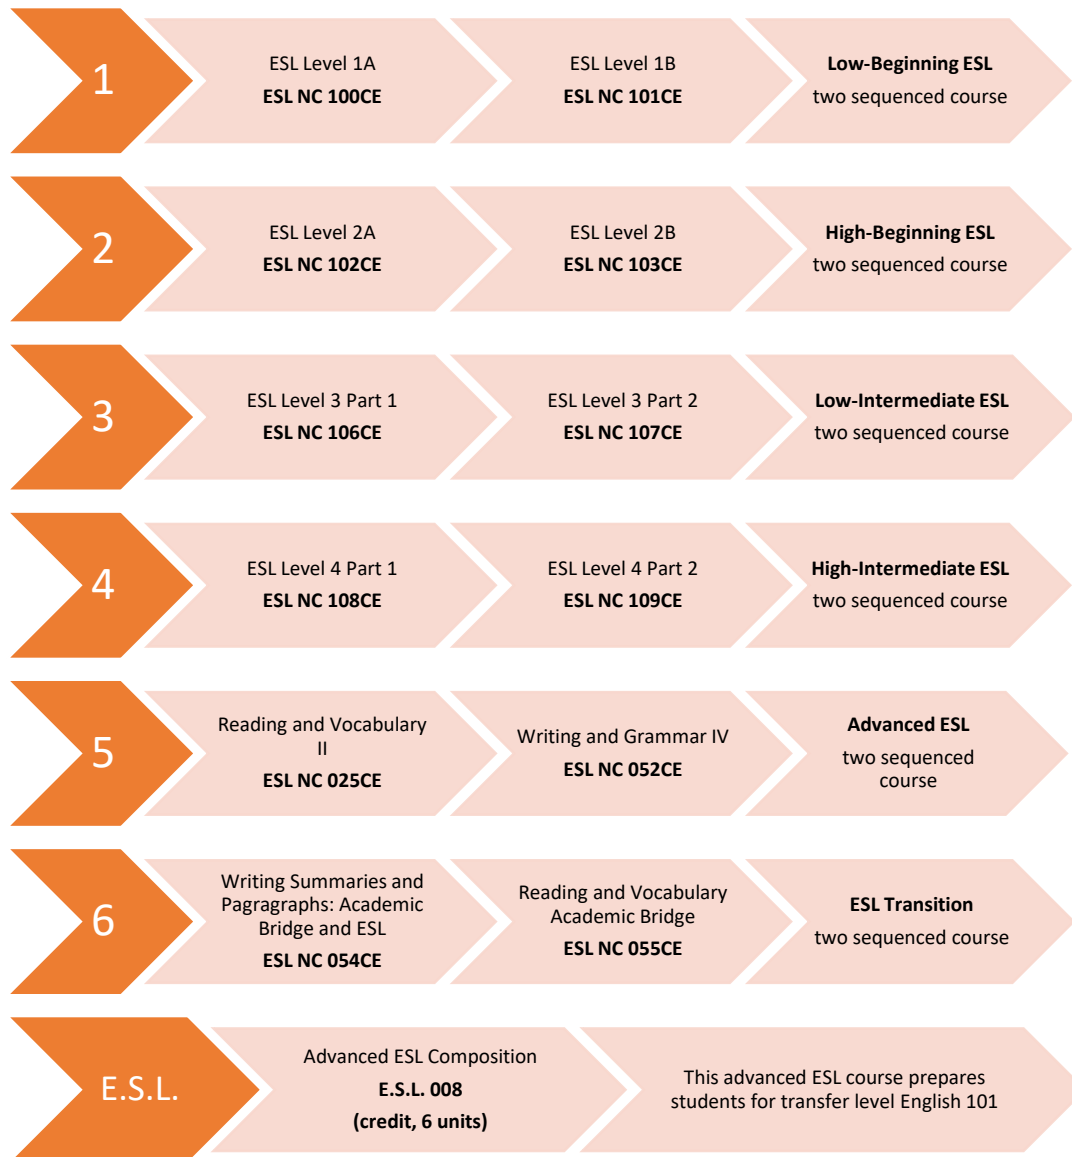 1
ESL Level 1A
ESL NC 100CE
ESL Level 1B
ESL NC 101CE
Low-Beginning ESL
two sequenced course
2
ESL Level 2A
ESL NC 102CE
ESL Level 2B
ESL NC 103CE
High-Beginning ESL
two sequenced course
3
ESL Level 3 Part 1
ESL NC 106CE
ESL Level 3 Part 2
ESL NC 107CE
Low-Intermediate ESL
two sequenced course
4
ESL Level 4 Part 1
ESL NC 108CE
ESL Level 4 Part 2
ESL NC 109CE
High-Intermediate ESL
two sequenced course
5
Reading and Vocabulary
II
ESL NC 025CE
Writing and Grammar IV
ESL NC 052CE
Advanced ESL
two sequenced
course
6
Writing Summaries and
Pagragraphs: Academic
Bridge and ESL
ESL NC 054CE
Reading and Vocabulary
Academic Bridge
ESL NC 055CE
ESL Transition
two sequenced course
E.S.L.
Advanced ESL Composition
E.S.L. 008
(credit, 6 units)
This advanced ESL course prepares
students for transfer level English 101